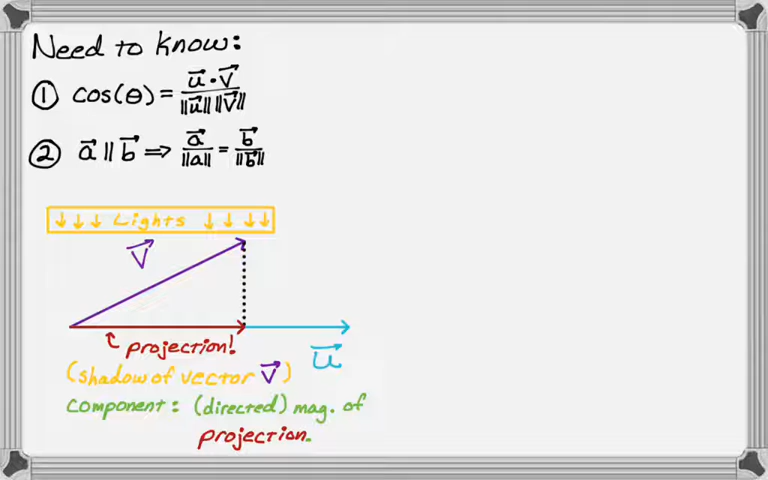 Need to know:
① cos(θ) = u⃗ · v⃗ / ‖u⃗‖ ‖v⃗‖
② a⃗ ∥ b⃗ ⟹ a⃗ / ‖a‖ = b⃗ / ‖b⃗‖
↓ ↓ ↓ Lights ↓ ↓ ↓ ↓
v⃗
projection!
u⃗
(shadow of vector v⃗)
component: (directed) mag. of
projection.